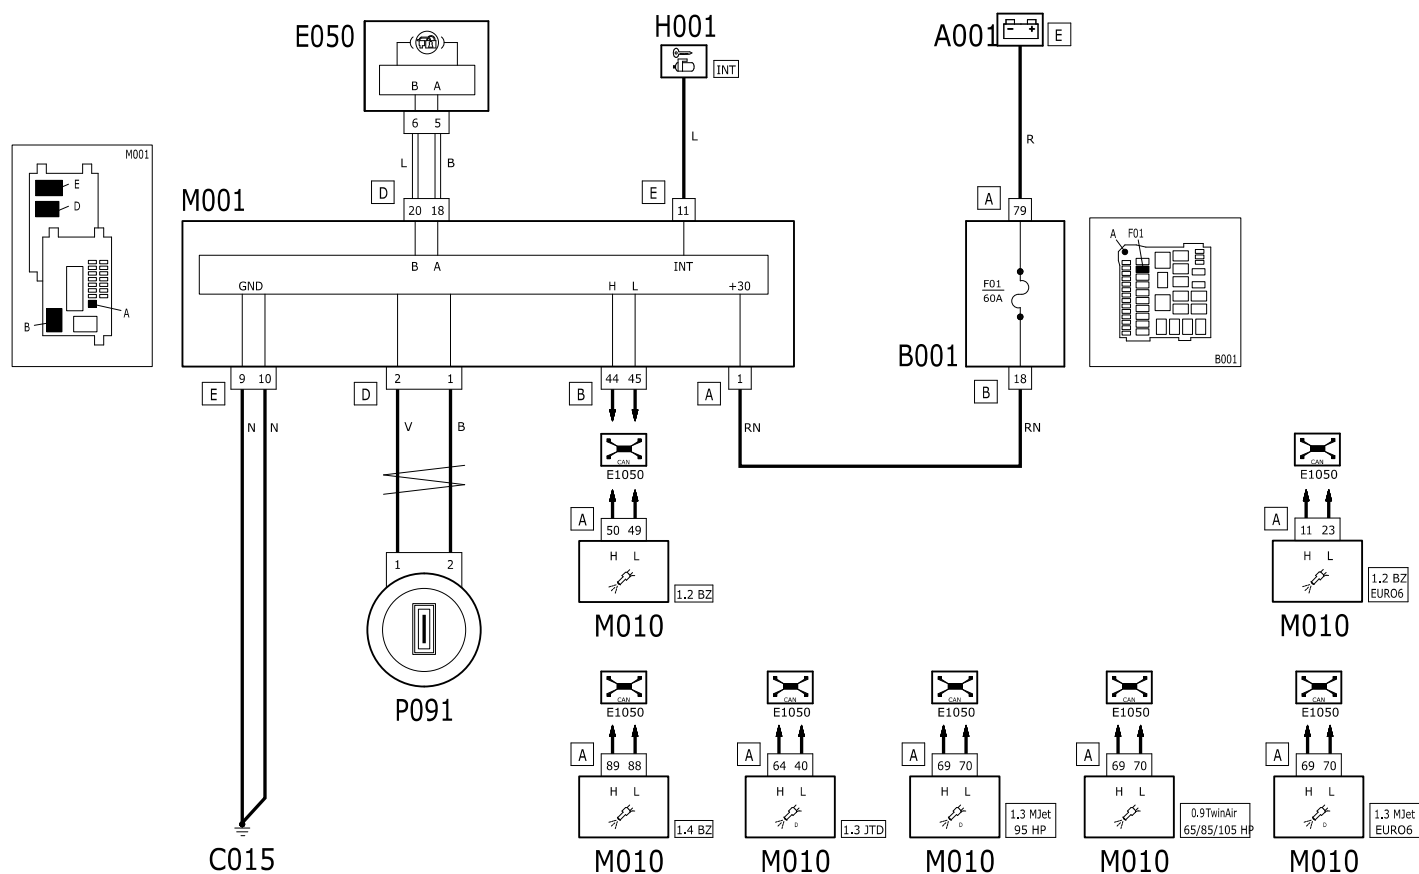 E050
H001
A001
E
INT
B A
6 5
L B
L
R
M001
E
D
B
A
M001
D
20 18
E
11
A
79
B A
INT
GND
H L
+30
F01
60A
B001
A F01
B001
E
9 10
D
2 1
B
44 45
A
1
B
18
N N
V B
RN
RN
CAN
E1050
A
50 49
H L
1.2 BZ
M010
CAN
E1050
A
11 23
H L
1.2 BZ
EURO6
M010
1 2
P091
C015
CAN
E1050
A
89 88
H L
1.4 BZ
M010
CAN
E1050
A
64 40
H L
D
1.3 JTD
M010
CAN
E1050
A
69 70
H L
D
1.3 MJet
95 HP
M010
CAN
E1050
A
69 70
H L
0.9TwinAir
65/85/105 HP
M010
CAN
E1050
A
69 70
H L
D
1.3 MJet
EURO6
M010